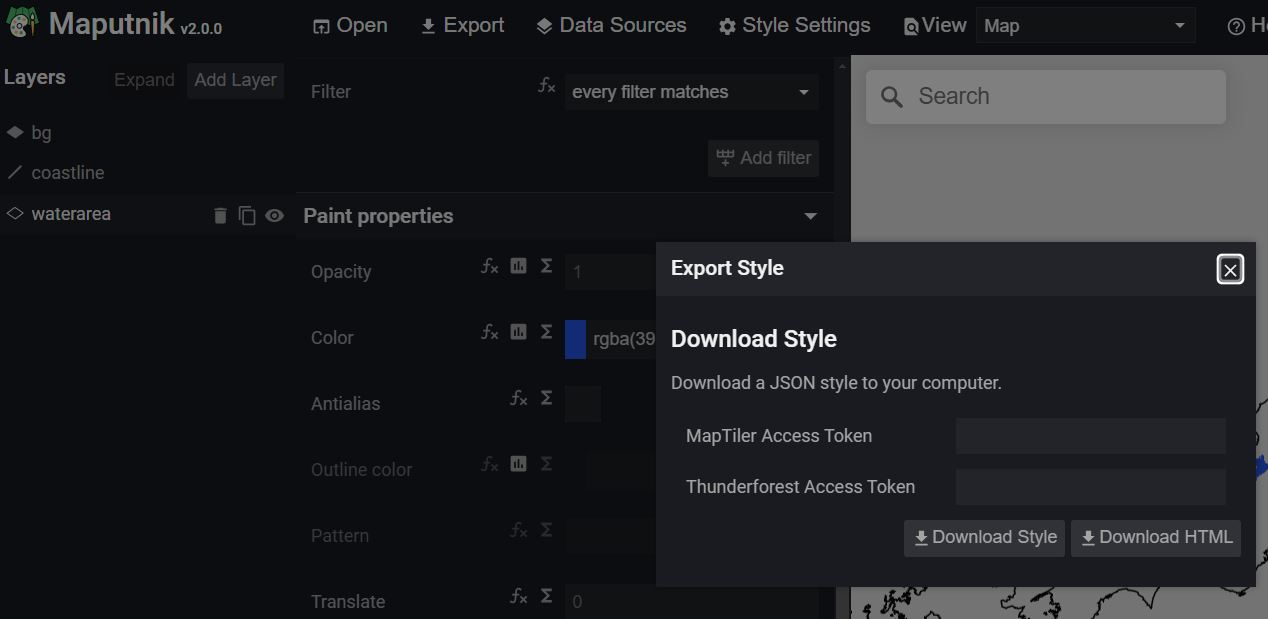 Maputnik v2.0.0
Open
Export
Data Sources
Style Settings
View
Map
Layers
Expand
Add Layer
bg
coastline
waterarea
Filter
every filter matches
Add filter
Paint properties
Opacity
1
Color
rgba(39
Antialias
Outline color
Pattern
Translate
0
Search
Export Style
Download Style
Download a JSON style to your computer.
MapTiler Access Token
Thunderforest Access Token
Download Style
Download HTML